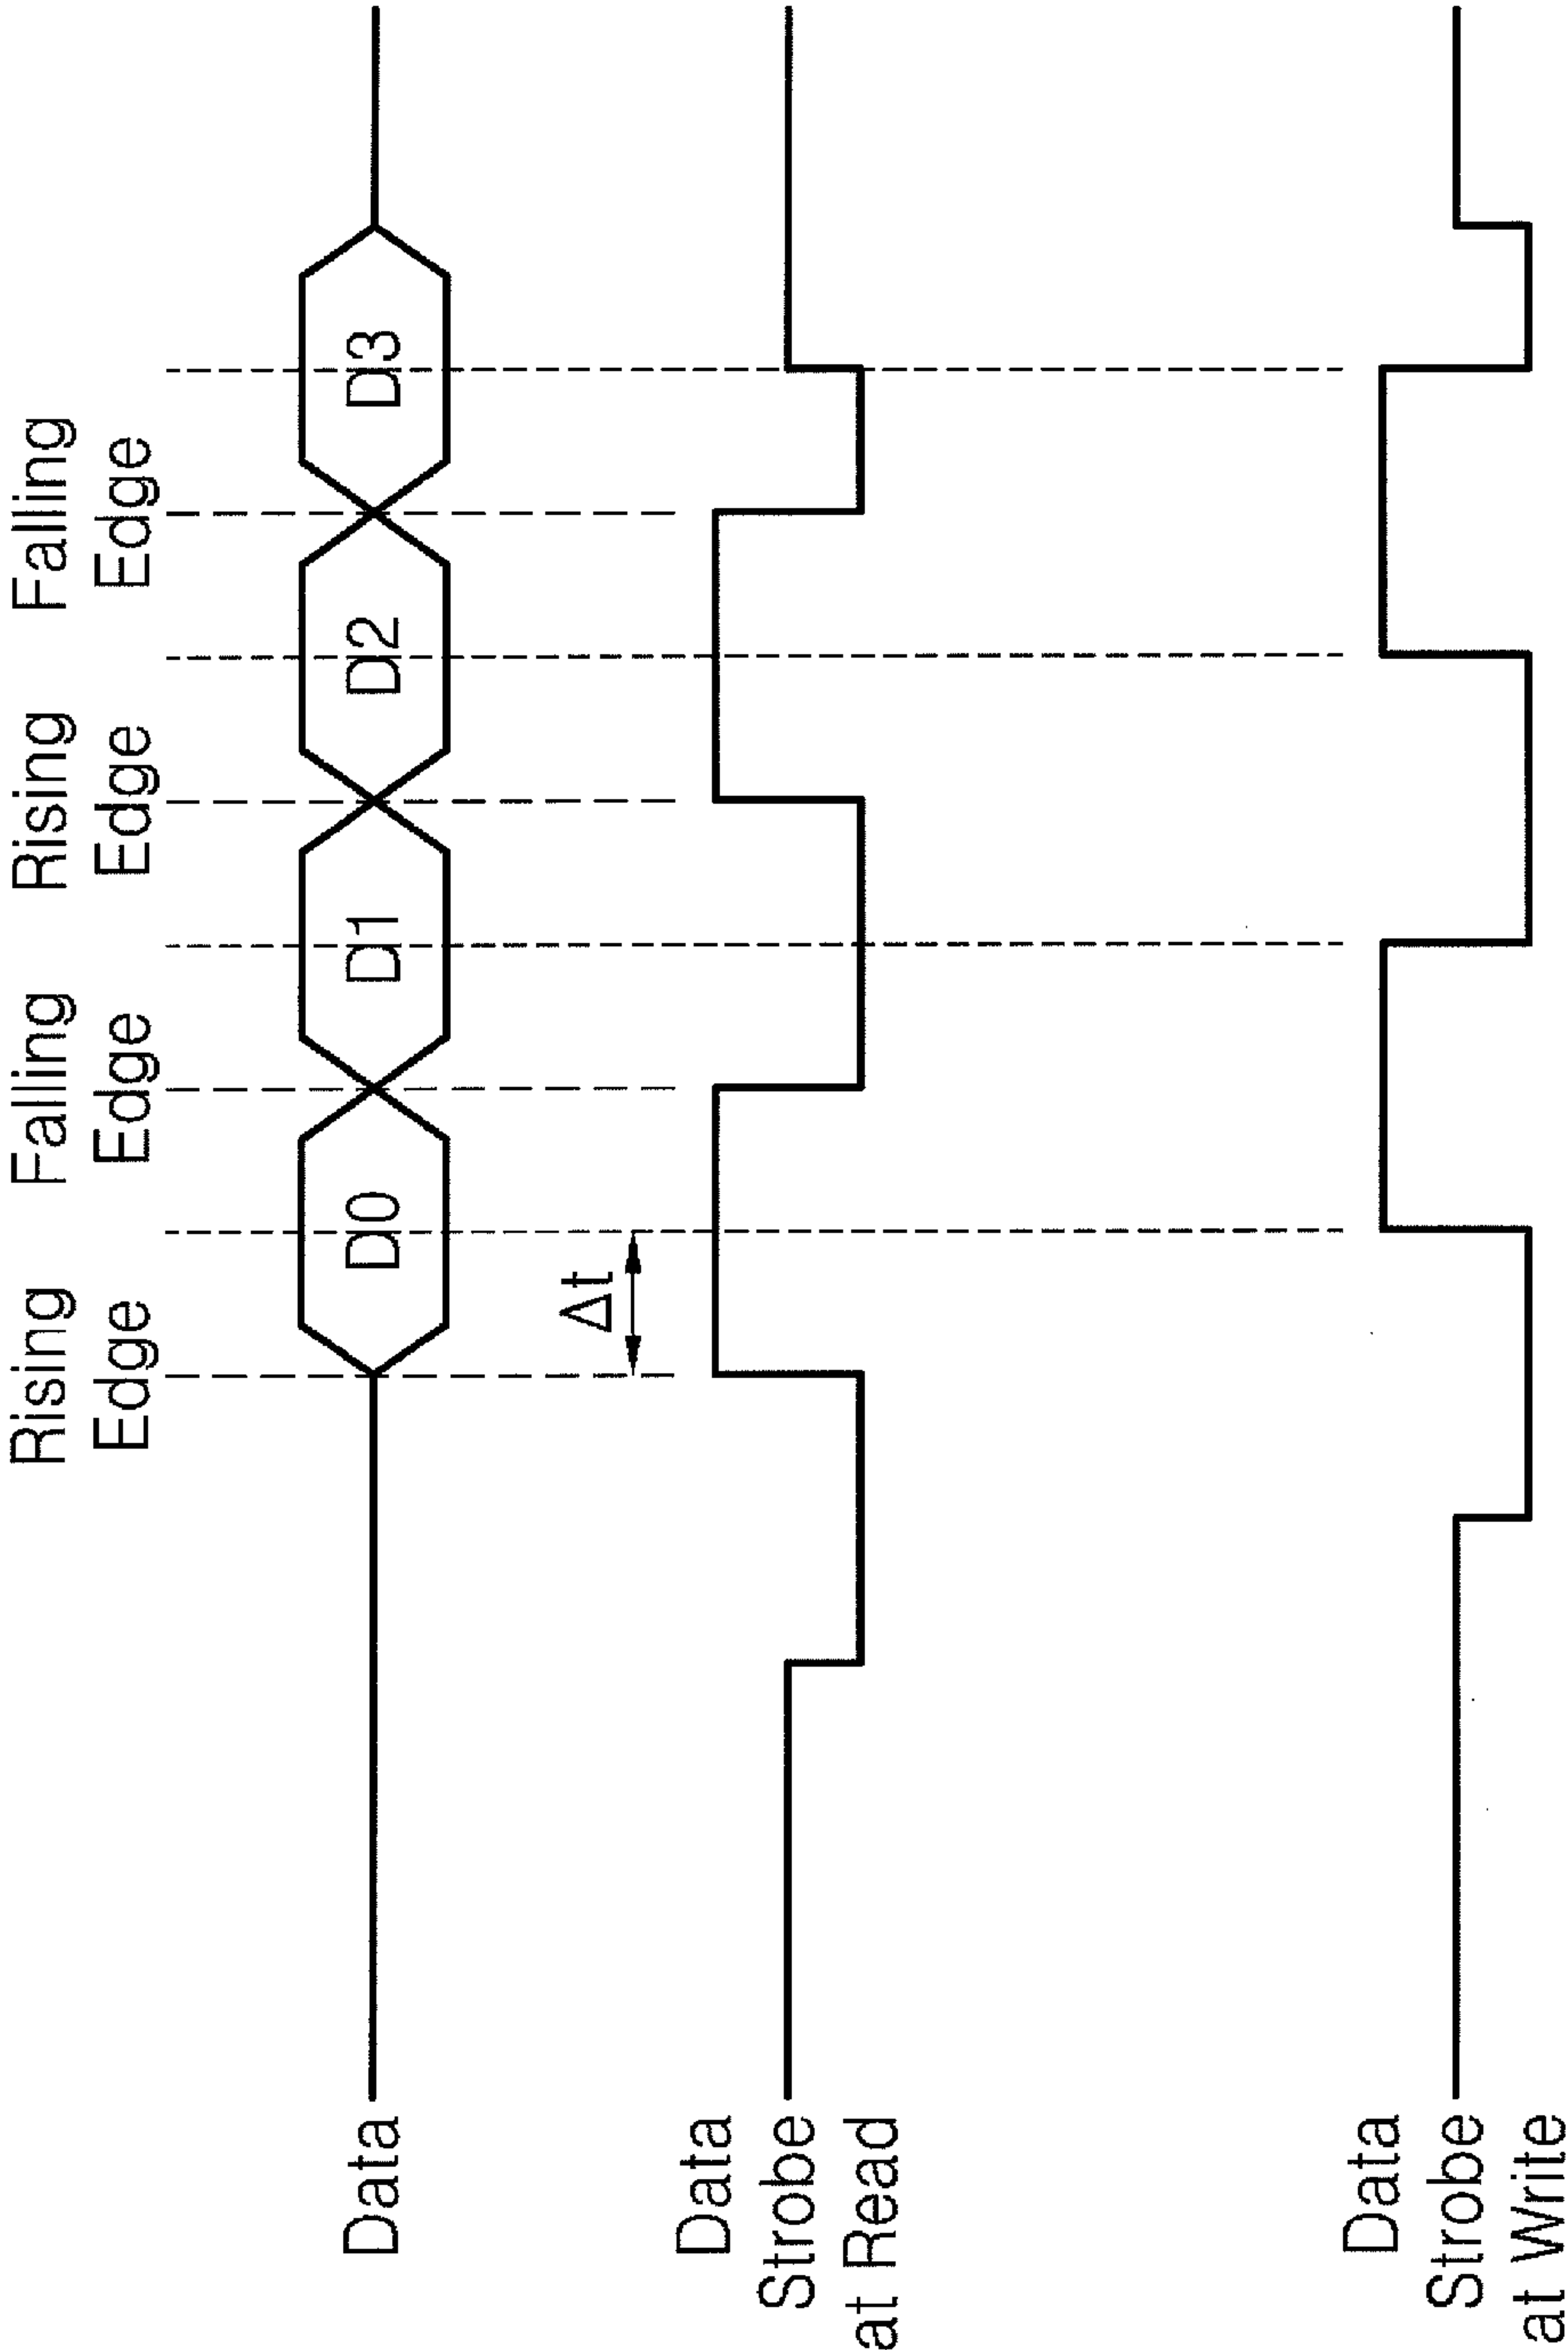 Rising
Edge
Falling
Edge
Rising
Edge
Falling
Edge
Data
D0
D1
D2
D3
Δt
Data
Strobe
at Read
Data
Strobe
at Write